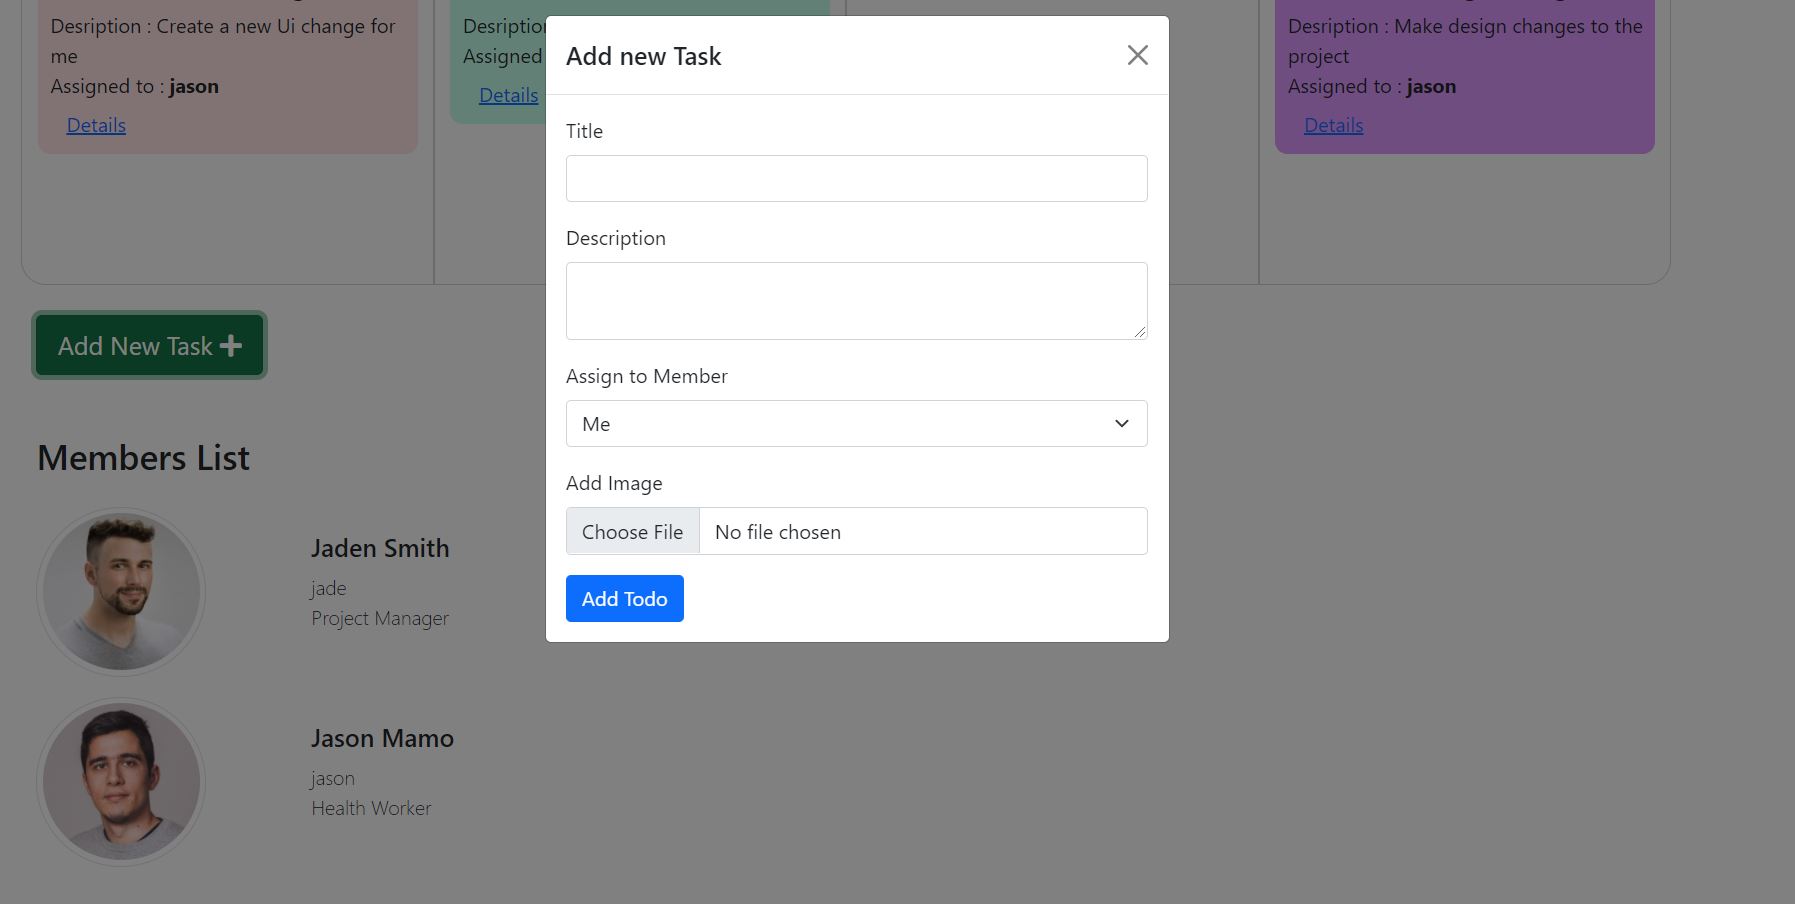 Desription : Create a new Ui change for
me
Assigned to : jason
Details
Desription
Assigned
Details
Desription : Make design changes to the
project
Assigned to : jason
Details
Add new Task
Title
Description
Assign to Member
Me
Add Image
Choose File No file chosen
Add Todo
Add New Task
Members List
Jaden Smith
jade
Project Manager
Jason Mamo
jason
Health Worker